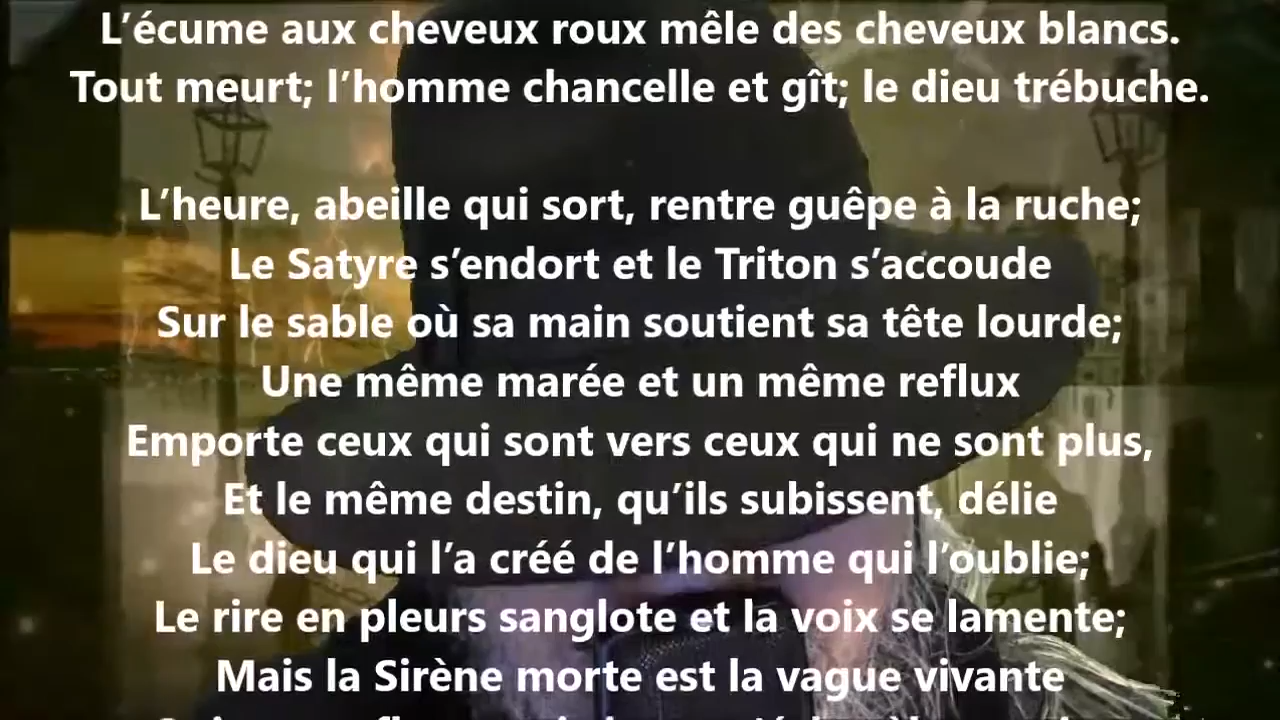 L’écume aux cheveux roux mêle des cheveux blancs.
Tout meurt; l’homme chancelle et gît; le dieu trébuche.
L’heure, abeille qui sort, rentre guêpe à la ruche;
Le Satyre s’endort et le Triton s’accoude
Sur le sable où sa main soutient sa tête lourde;
Une même marée et un même reflux
Emporte ceux qui sont vers ceux qui ne sont plus,
Et le même destin, qu’ils subissent, délie
Le dieu qui l’a créé de l’homme qui l’oublie;
Le rire en pleurs sanglote et la voix se lamente;
Mais la Sirène morte est la vague vivante